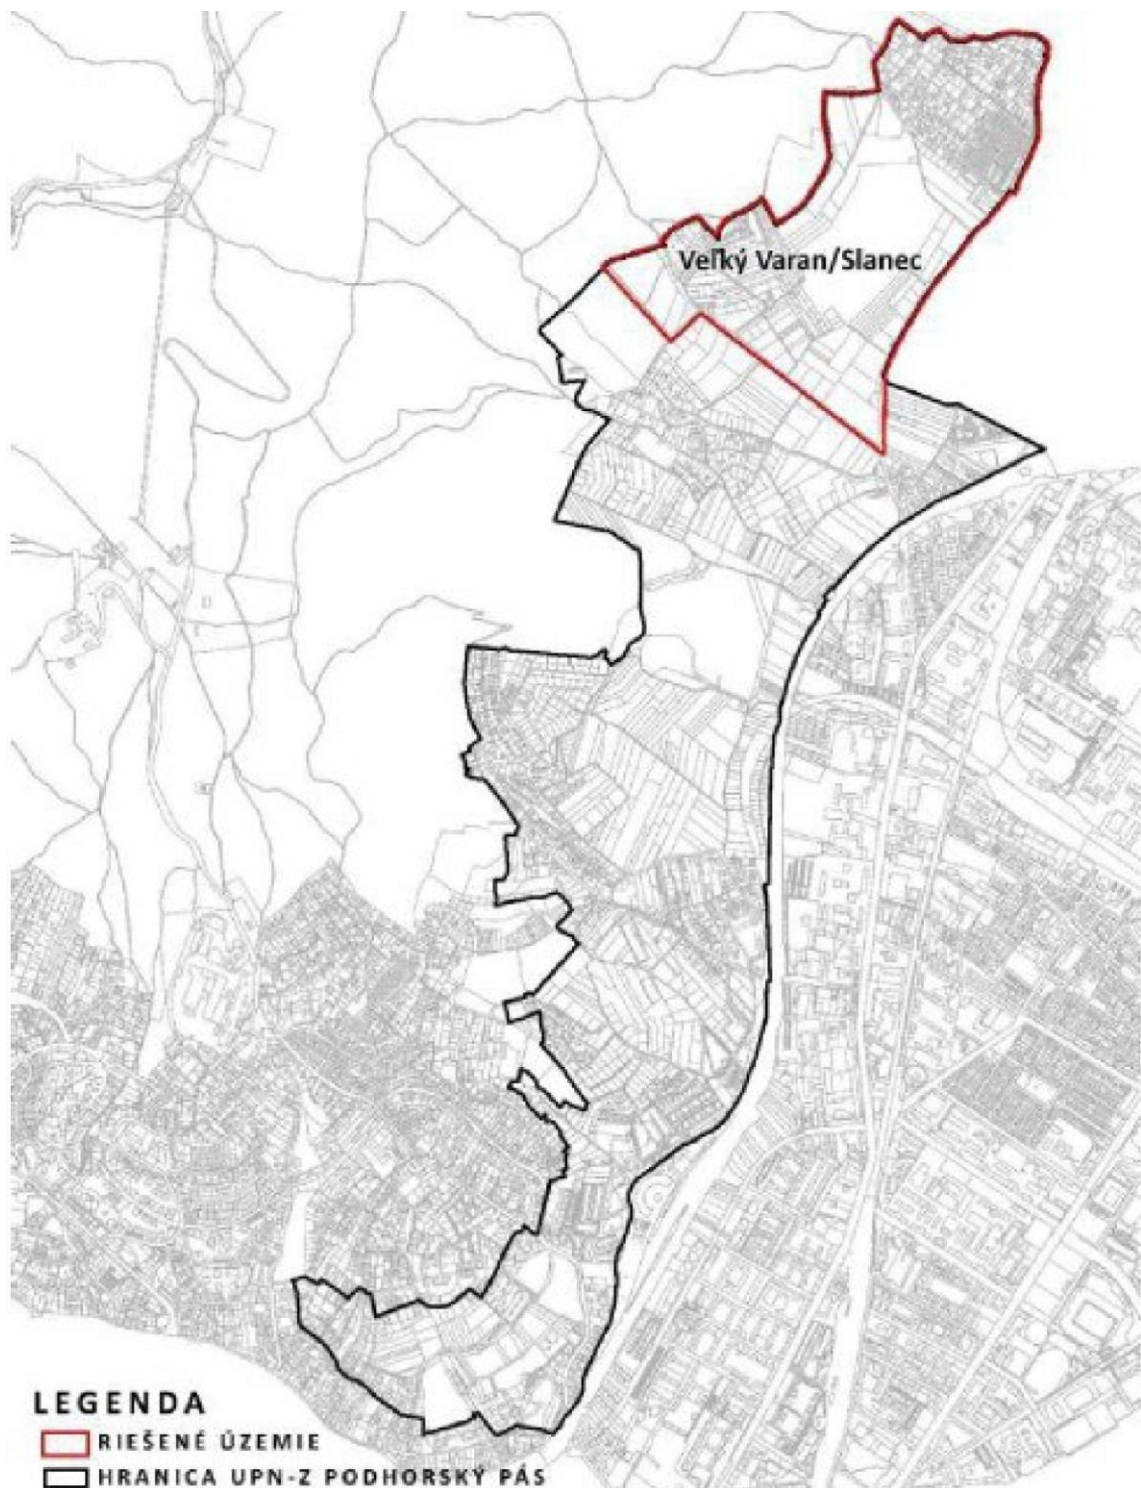 Veľký Varan/Slanec
LEGENDA
RIEŠENÉ ÚZEMIE
HRANICA UPN-Z PODHORSKÝ PÁS